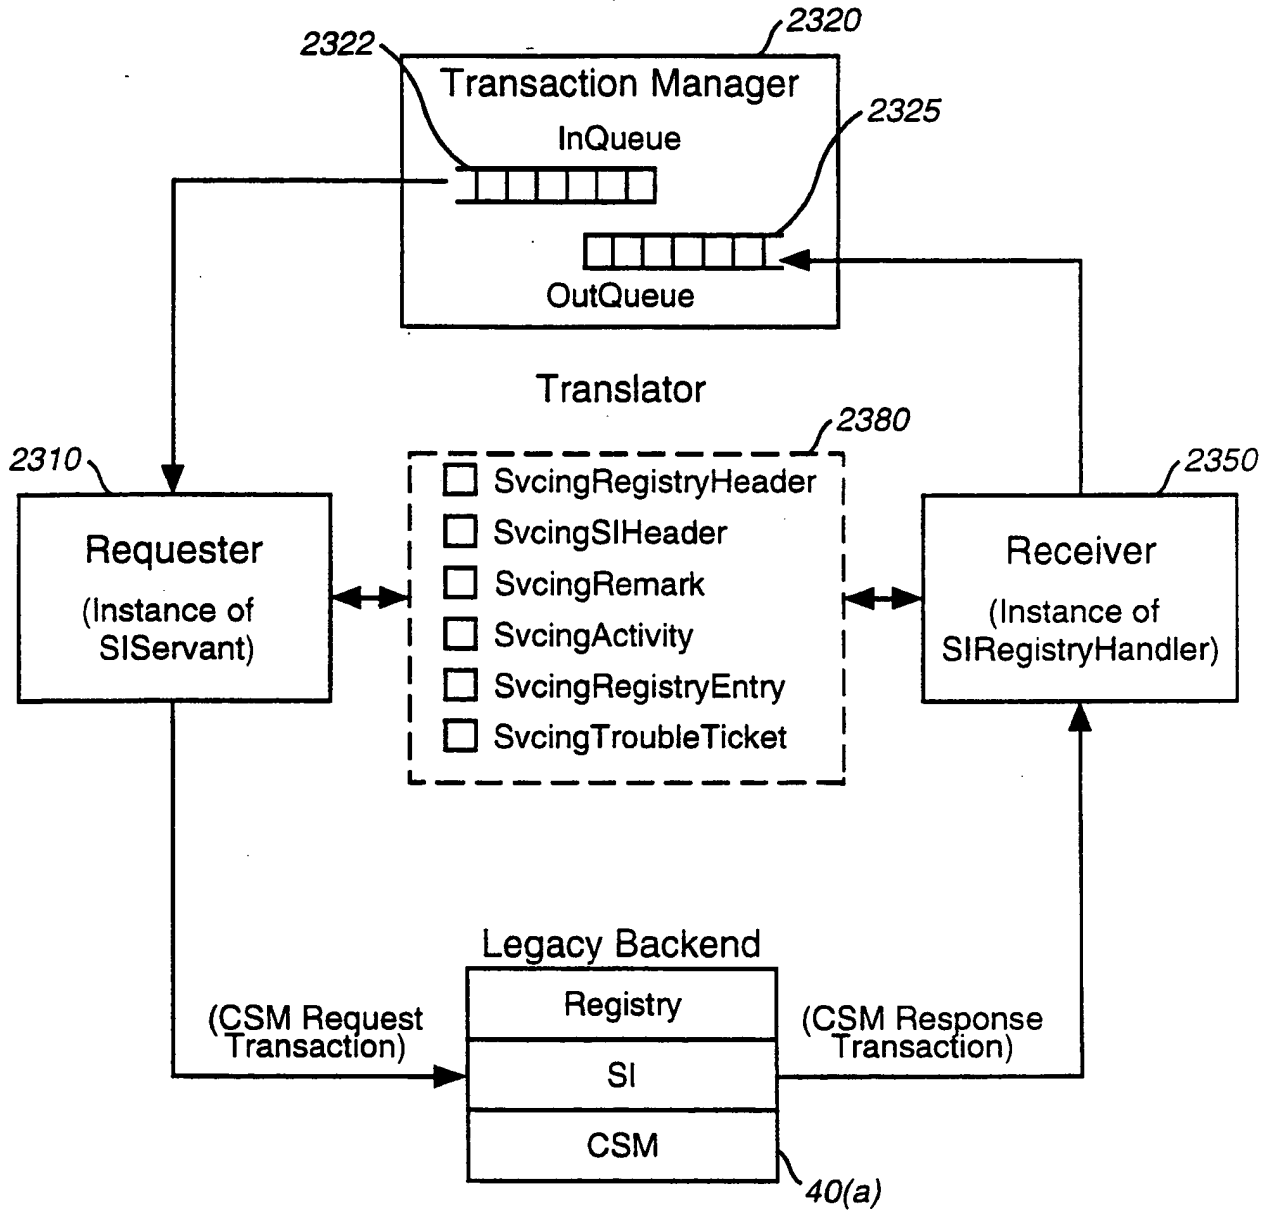 2320
2322
Transaction Manager
2325
InQueue
OutQueue
Translator
2380
2310
2350
SvcingRegistryHeader
SvcingSIHeader
SvcingRemark
SvcingActivity
SvcingRegistryEntry
SvcingTroubleTicket
Requester
(Instance of
SIServant)
Receiver
(Instance of
SIRegistryHandler)
Legacy Backend
Registry
SI
CSM
(CSM Request
Transaction)
(CSM Response
Transaction)
40(a)